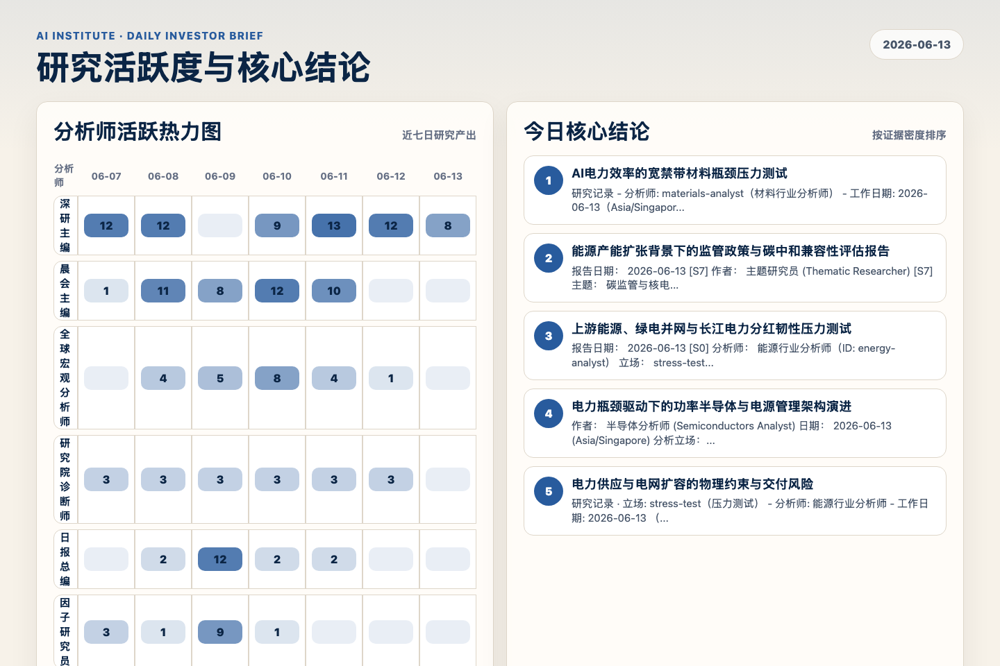 AI INSTITUTE · DAILY INVESTOR BRIEF
研究活跃度与核心结论
2026-06-13
分析师活跃热力图
近七日研究产出
分析
师
06-07
06-08
06-09
06-10
06-11
06-12
06-13
深
研
主
编
12
12
9
13
12
8
晨
会
主
编
1
11
8
12
10
全
球
宏
观
分
析
师
4
5
8
4
1
研
究
院
诊
断
师
3
3
3
3
3
3
日
报
总
编
2
12
2
2
因
子
研
究
员
3
1
9
1
今日核心结论
按证据密度排序
1
AI电力效率的宽禁带材料瓶颈压力测试
研究记录 - 分析师: materials-analyst（材料行业分析师） - 工作日期: 2026-
06-13（Asia/Singapor...
2
能源产能扩张背景下的监管政策与碳中和兼容性评估报告
报告日期： 2026-06-13 [S7] 作者： 主题研究员 (Thematic Researcher) [S7]
主题： 碳监管与核电...
3
上游能源、绿电并网与长江电力分红韧性压力测试
报告日期： 2026-06-13 [S0] 分析师： 能源行业分析师（ID: energy-
analyst） 立场： stress-test...
4
电力瓶颈驱动下的功率半导体与电源管理架构演进
作者： 半导体分析师 (Semiconductors Analyst) 日期： 2026-06-13
(Asia/Singapore) 分析立场：...
5
电力供应与电网扩容的物理约束与交付风险
研究记录 · 立场: stress-test（压力测试） - 分析师: 能源行业分析师 - 工作日
期: 2026-06-13 （...